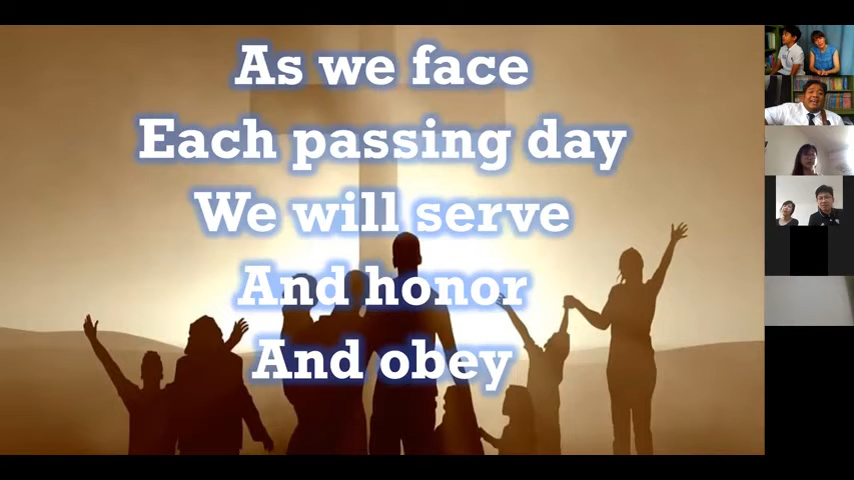 As we face
Each passing day
We will serve
And honor
And obey